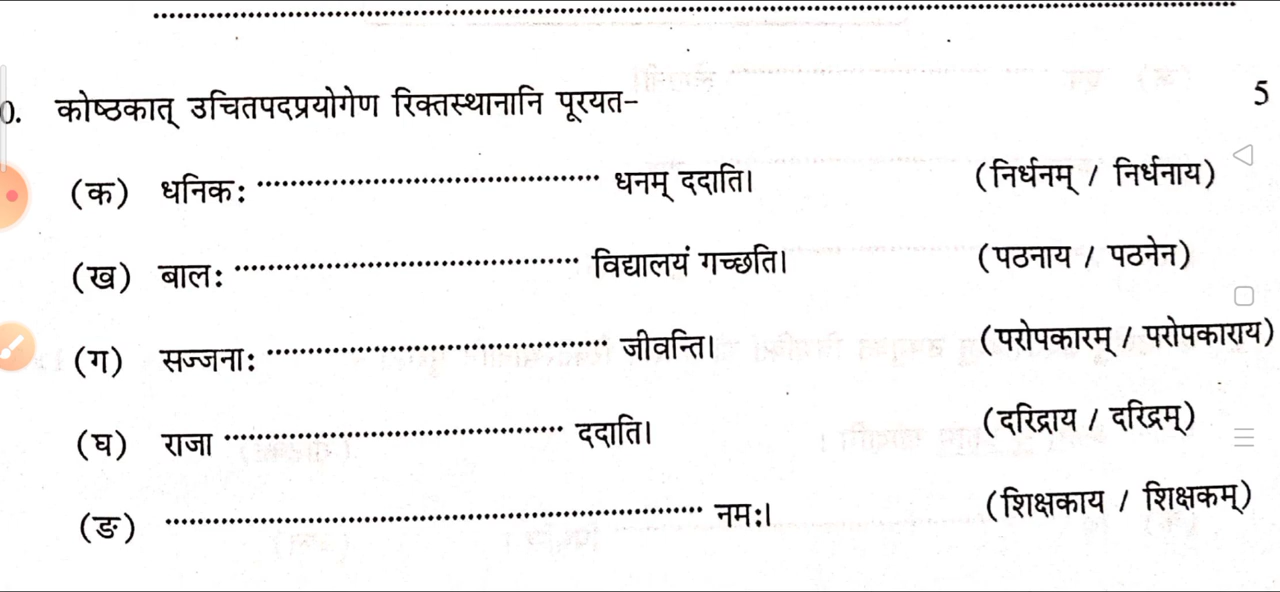 0. कोष्ठकात् उचितपदप्रयोगेण रिक्तस्थानानि पूरयत- 5
(क) धनिक: .................................... धनम् ददाति। (निर्धनम् / निर्धनाय)
(ख) बाल: .................................... विद्यालयं गच्छति। (पठनाय / पठनेन)
(ग) सज्जना: .................................... जीवन्ति। (परोपकारम् / परोपकाराय)
(घ) राजा .................................... ददाति। (दरिद्राय / दरिद्रम्)
(ङ) .................................... नम:। (शिक्षकाय / शिक्षकम्)